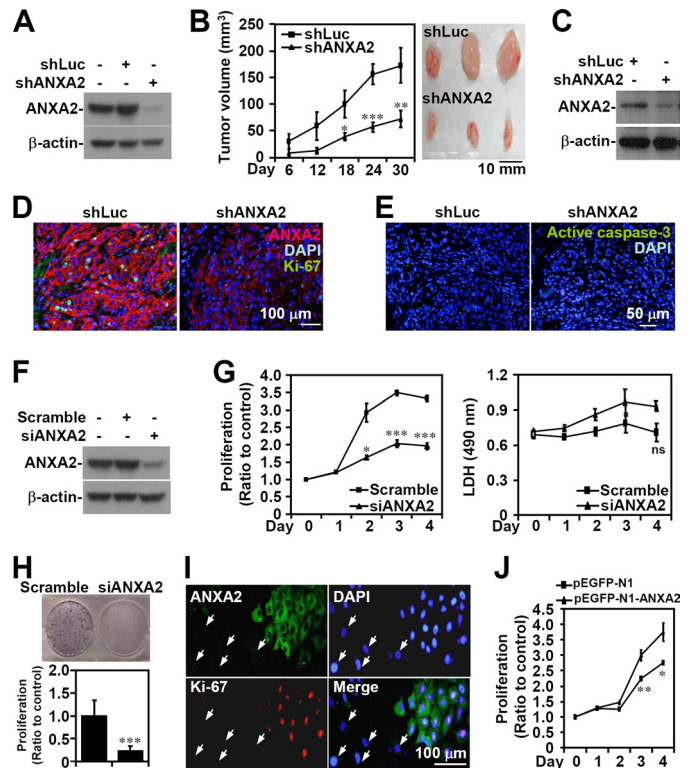 A
shLuc - + -
shANXA2 - - +
ANXA2-
β-actin-
B
Tumor volume (mm³)
250
200
150
100
50
0
shLuc
shANXA2
*
***
**
Day 6 12 18 24 30
shLuc
shANXA2
10 mm
C
shLuc + -
shANXA2 - +
ANXA2-
β-actin-
D
shLuc shANXA2
ANXA2
DAPI
Ki-67
100 μm
E
shLuc shANXA2
Active caspase-3
DAPI
50 μm
F
Scramble - + -
siANXA2 - - +
ANXA2-
β-actin-
G
Proliferation
(Ratio to control)
4.0
3.5
3.0
2.5
2.0
1.5
1.0
0.5
0
*
***
***
Scramble
siANXA2
Day 0 1 2 3 4
LDH (490 nm)
1.2
0.9
0.6
0.3
0
ns
Scramble
siANXA2
Day 0 1 2 3 4
H
Scramble siANXA2
Proliferation
(Ratio to control)
2.0
1.5
1.0
0.5
0
***
I
ANXA2
DAPI
Ki-67
Merge
100 μm
J
pEGFP-N1
pEGFP-N1-ANXA2
Proliferation
(Ratio to control)
4.5
4.0
3.5
3.0
2.5
2.0
1.5
1.0
0.5
0
**
*
Day 0 1 2 3 4